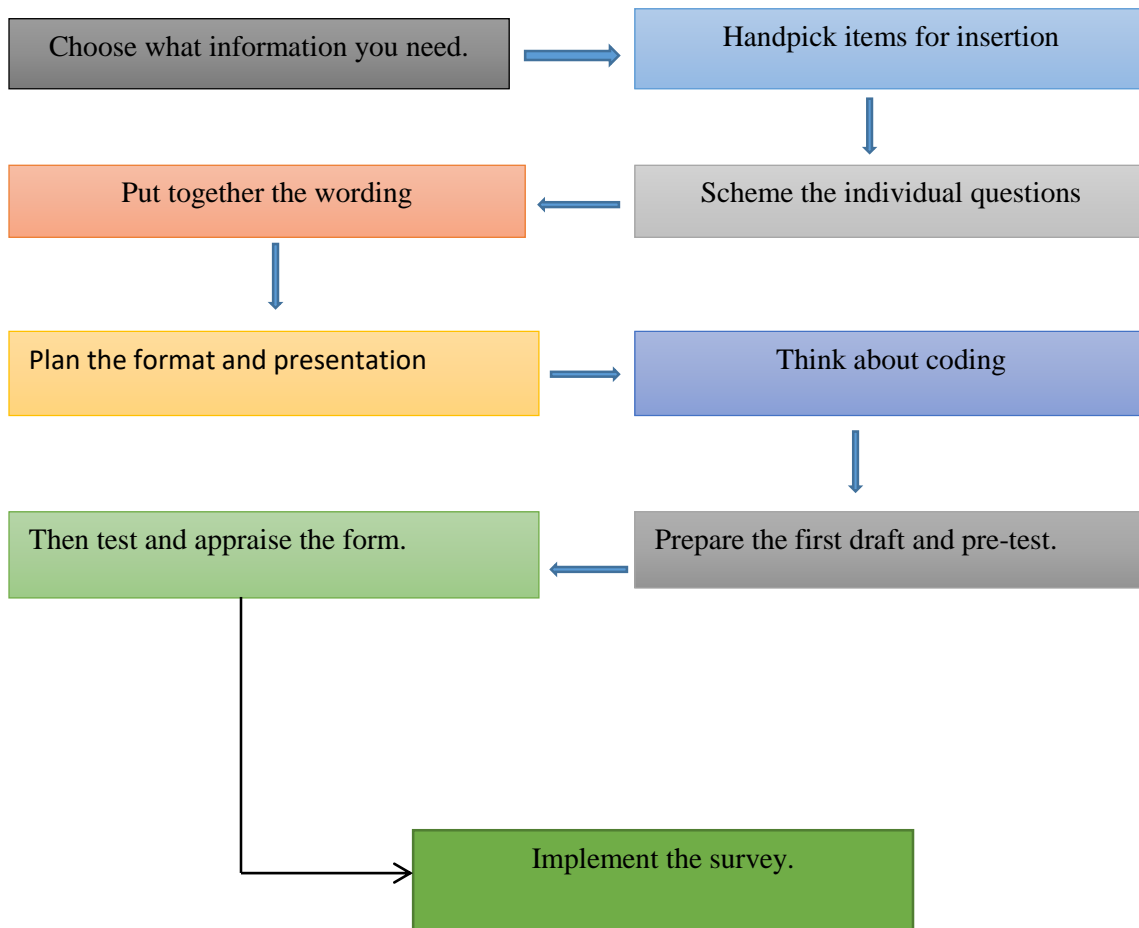 Choose what information you need.
Handpick items for insertion
Scheme the individual questions
Put together the wording
Plan the format and presentation
Think about coding
Prepare the first draft and pre-test.
Then test and appraise the form.
Implement the survey.